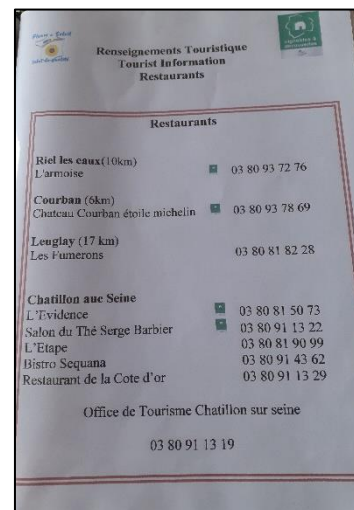 Renseignements Touristique
Tourist Information
Restaurants
Restaurants
Riel les eaux(10km)
L'armoise 03 80 93 72 76
Courban (6km)
Chateau Courban étoile michelin 03 80 93 78 69
Leuglay (17 km)
Les Fumerons 03 80 81 82 28
Chatillon aue Seine
L'Evidence 03 80 81 50 73
Salon du Thé Serge Barbier 03 80 91 13 22
L'Etape 03 80 81 90 99
Bistro Sequana 03 80 91 43 62
Restaurant de la Cote d'or 03 80 91 13 29
Office de Tourisme Chatillon sur seine
03 80 91 13 19